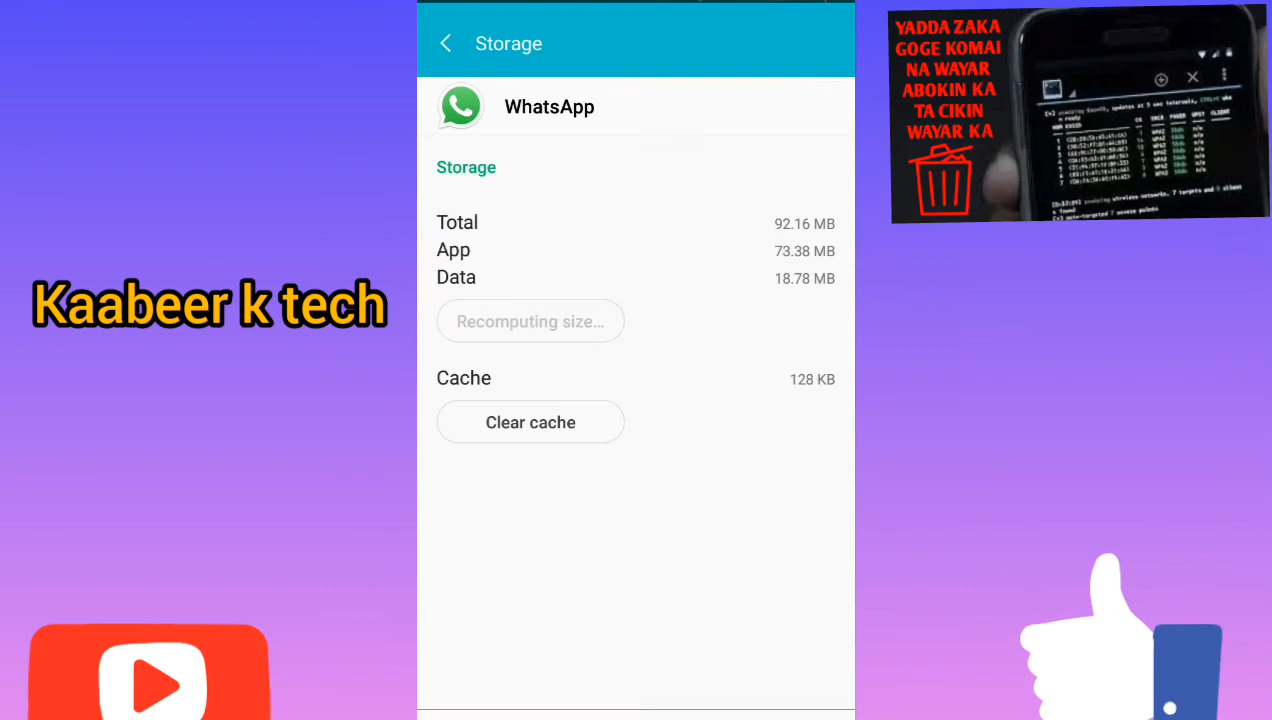 Storage
WhatsApp
Storage
Total 92.16 MB
App 73.38 MB
Data 18.78 MB
Recomputing size...
Cache 128 KB
Clear cache
Kaabeer k tech
YADDA ZAKA
GOGE KOMAI
NA WAYAR
ABOKIN KA
TA CIKIN
WAYAR KA